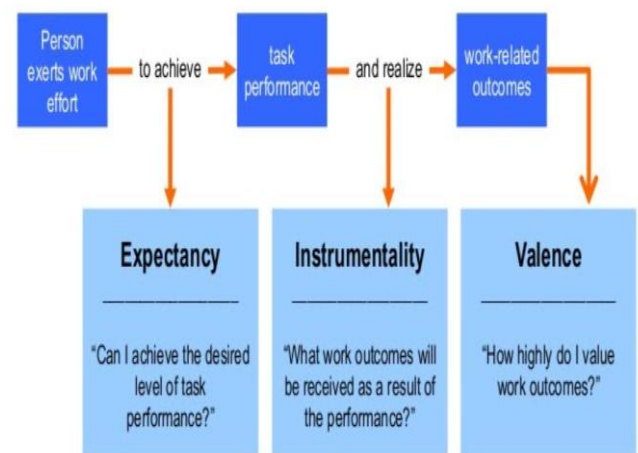 Person
exerts work
effort
to achieve
task
performance
and realize
work-related
outcomes
Expectancy
"Can I achieve the desired
level of task
performance?"
Instrumentality
"What work outcomes will
be received as a result of
the performance?"
Valence
"How highly do I value
work outcomes?"